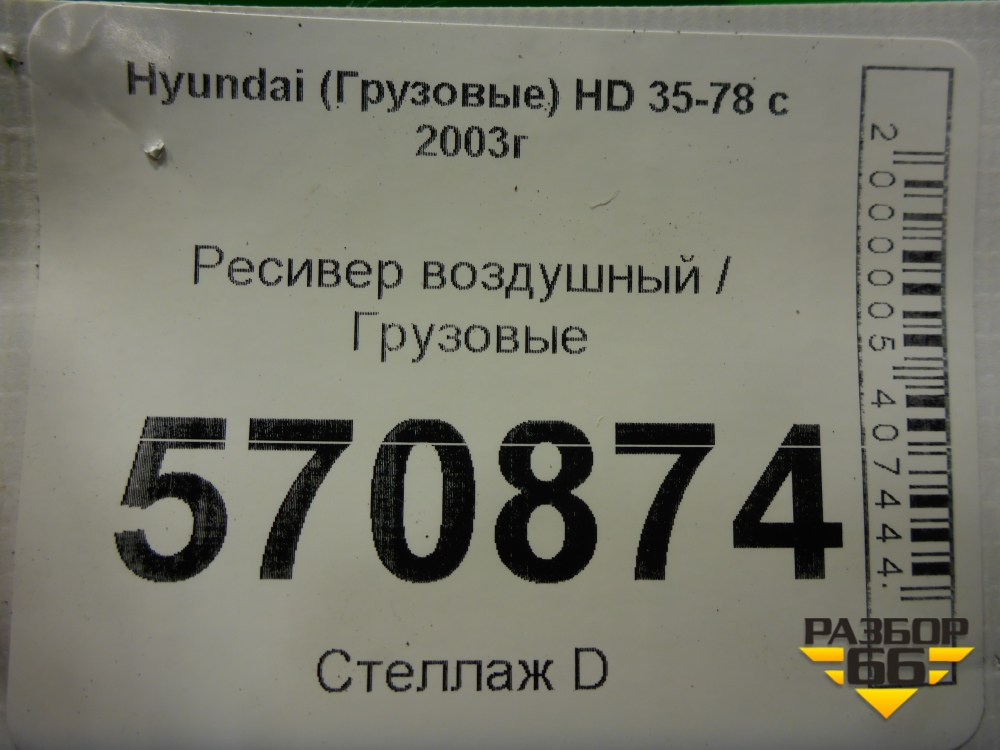 Hyundai (Грузовые) HD 35-78 с
2003г
Ресивер воздушный /
Грузовые
570874
Стеллаж D
2000005407444.
РАЗБОР
66